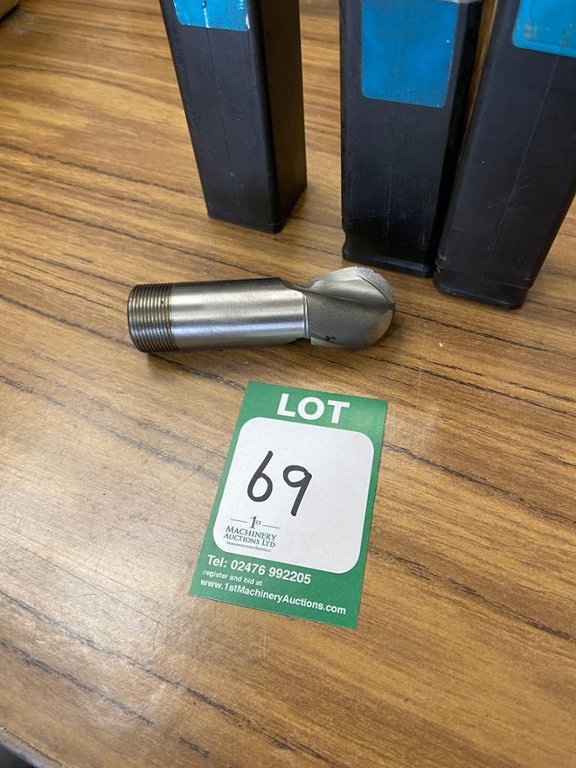 LOT
69
1ST
MACHINERY
AUCTIONS LTD
Tel: 02476 992205
register and bid at
www.1stMachineryAuctions.com